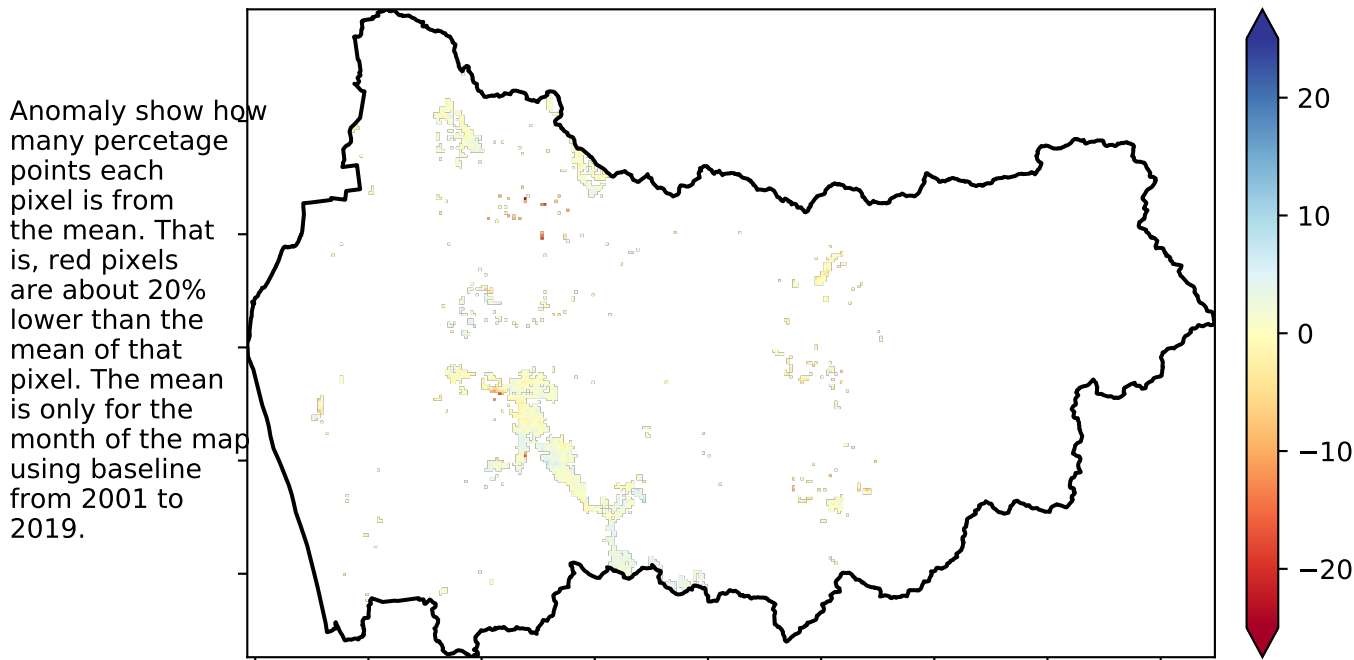 Anomaly show how
many percetage
points each
pixel is from
the mean. That
is, red pixels
are about 20%
lower than the
mean of that
pixel. The mean
is only for the
month of the map
using baseline
from 2001 to
2019.
20
10
0
−10
−20